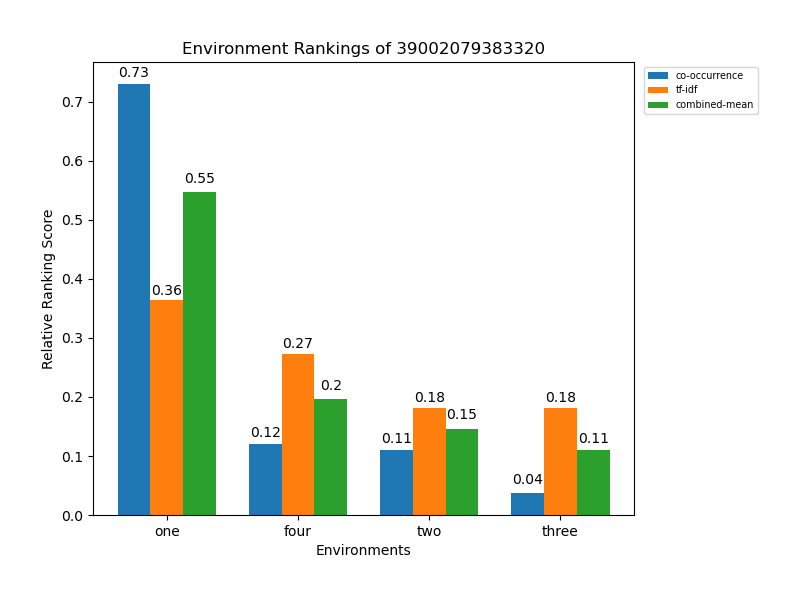 Environment Rankings of 39002079383320
co-occurrence
tf-idf
combined-mean
Relative Ranking Score
0.7
0.6
0.5
0.4
0.3
0.2
0.1
0.0
0.73
0.36
0.55
0.12
0.27
0.2
0.11
0.18
0.15
0.04
0.18
0.11
one four two three
Environments